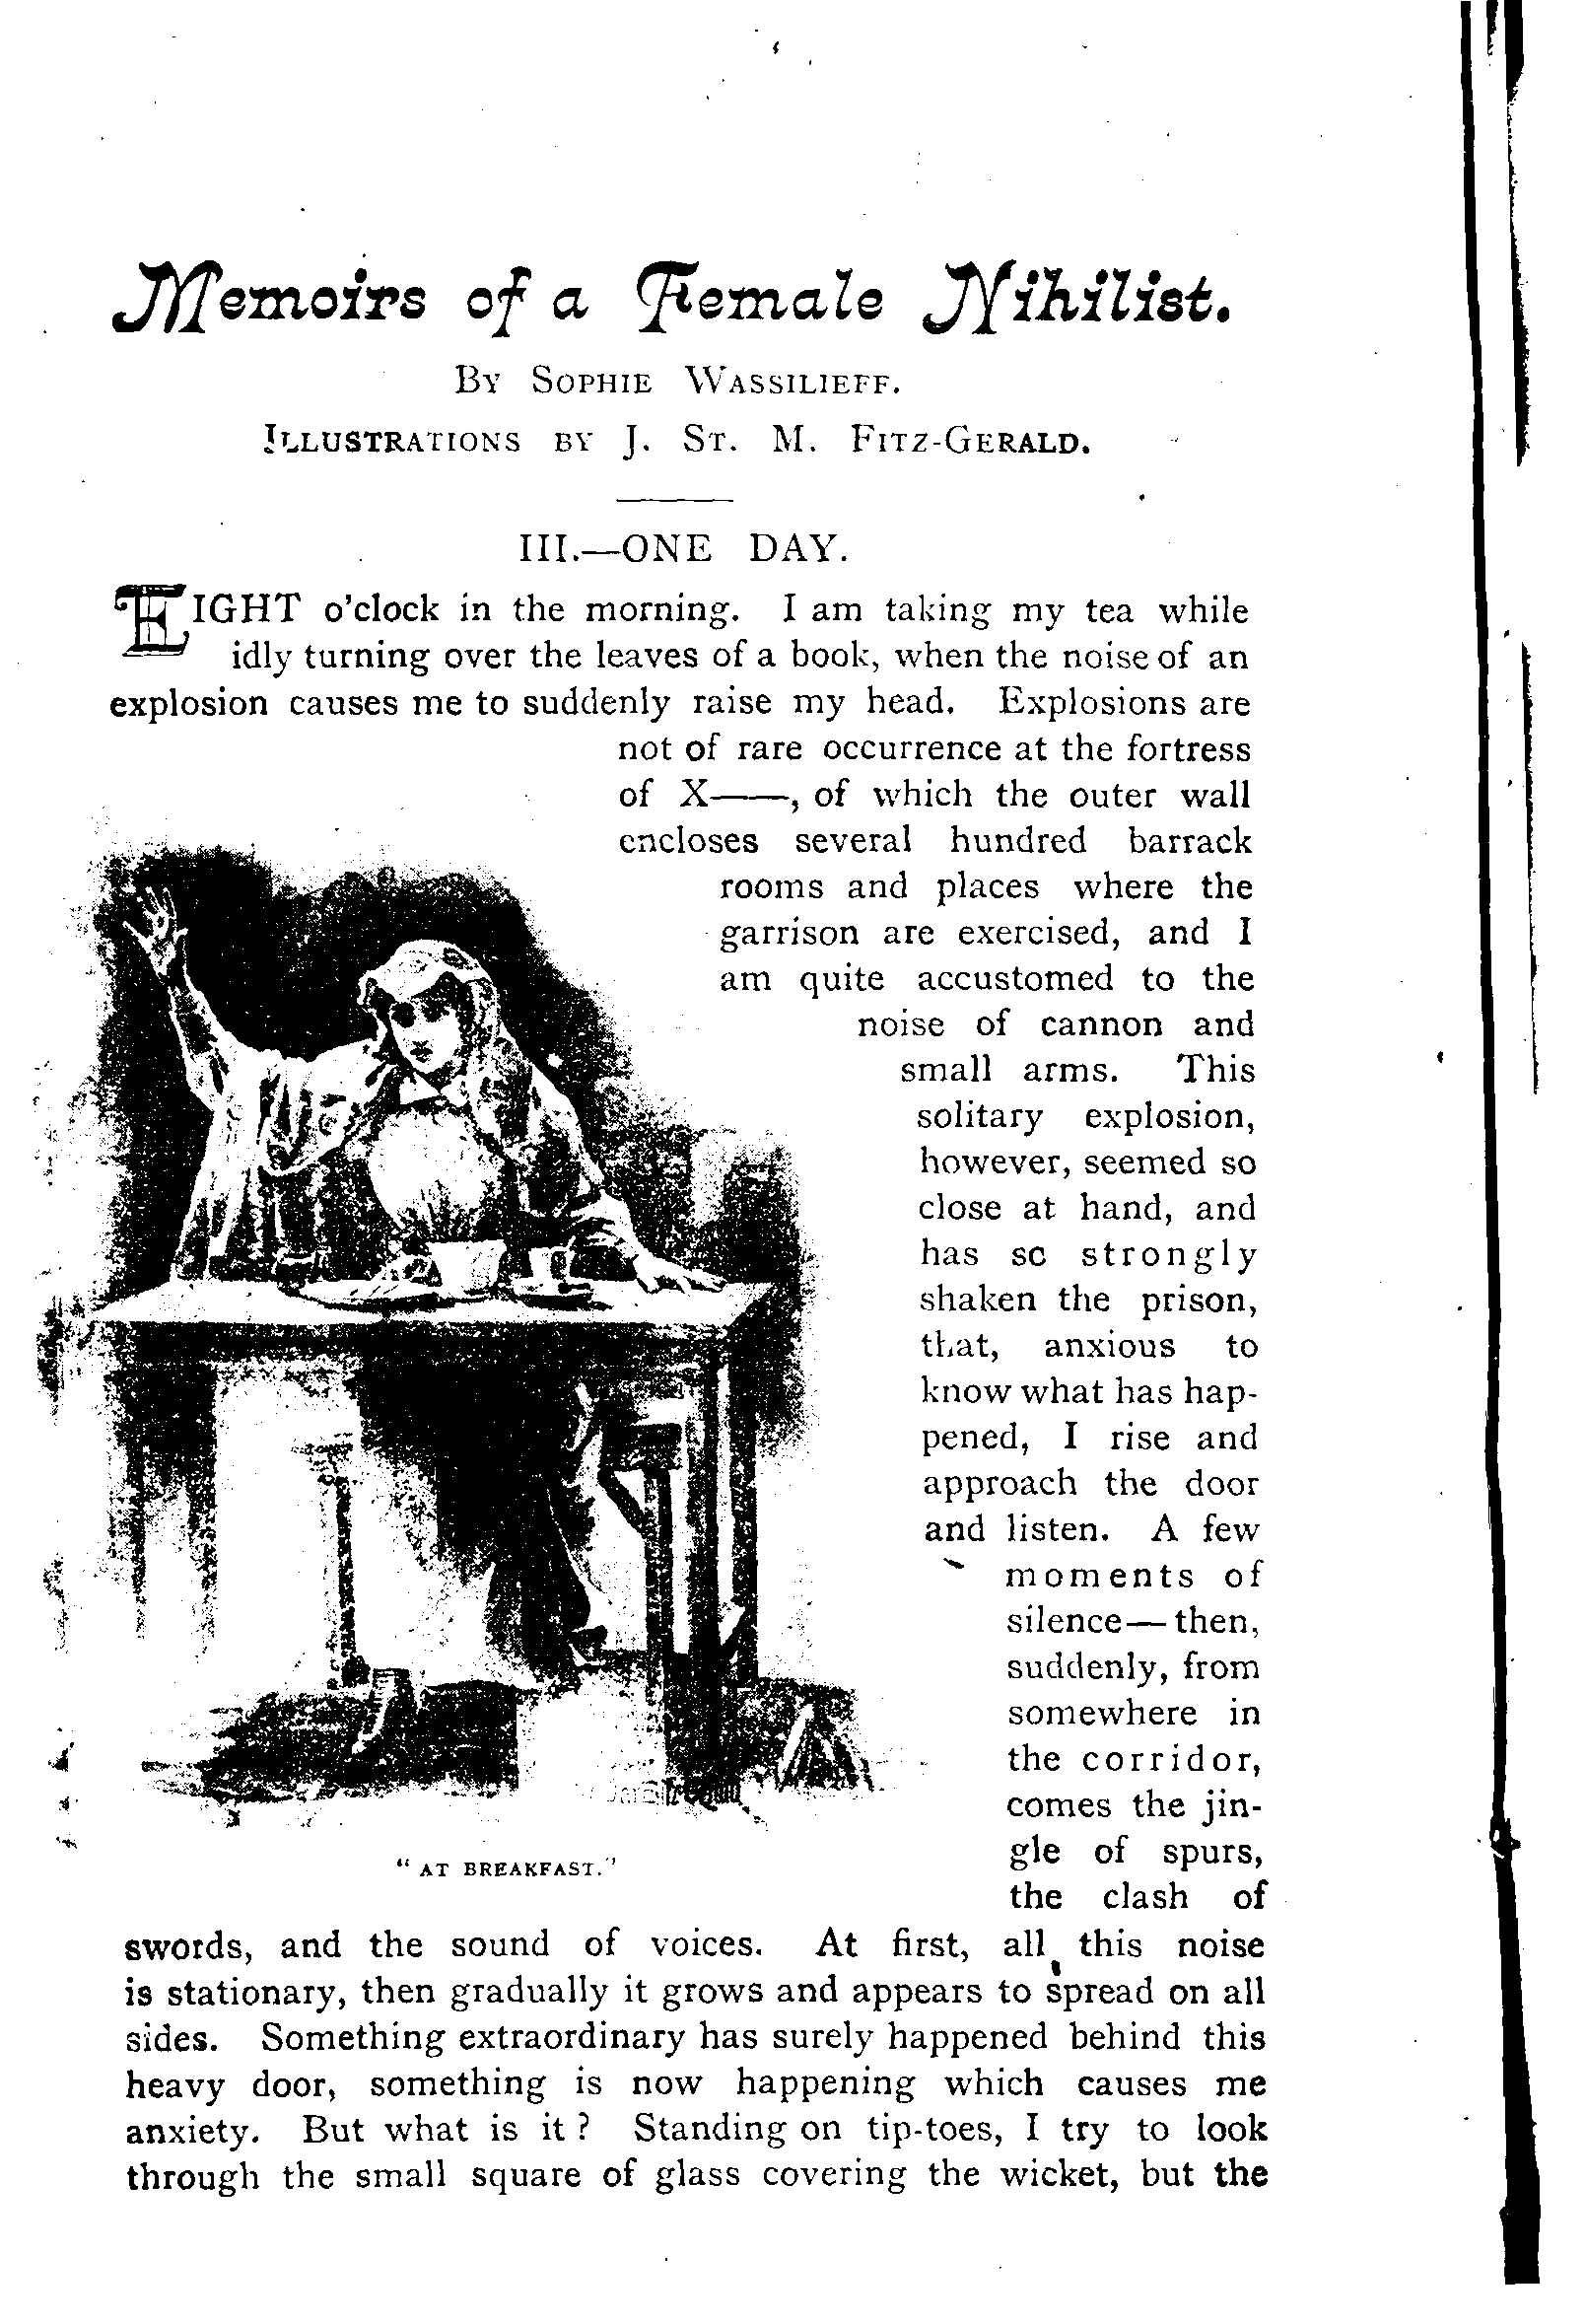 Memoirs of a Female Nihilist.
By Sophie Wassilieff.
Illustrations by J. St. M. Fitz-Gerald.
III.—ONE DAY.
EIGHT o'clock in the morning. I am taking my tea while
idly turning over the leaves of a book, when the noise of an
explosion causes me to suddenly raise my head. Explosions are
not of rare occurrence at the fortress
of X——, of which the outer wall
encloses several hundred barrack
rooms and places where the
garrison are exercised, and I
am quite accustomed to the
noise of cannon and
small arms. This
solitary explosion,
however, seemed so
close at hand, and
has so strongly
shaken the prison,
that, anxious to
know what has hap-
pened, I rise and
approach the door
and listen. A few
moments of
silence—then,
suddenly, from
somewhere in
the corridor,
comes the jin-
gle of spurs,
the clash of
"AT BREAKFAST."
swords, and the sound of voices. At first, all this noise
is stationary, then gradually it grows and appears to spread on all
sides. Something extraordinary has surely happened behind this
heavy door, something is now happening which causes me
anxiety. But what is it? Standing on tip-toes, I try to look
through the small square of glass covering the wicket, but the